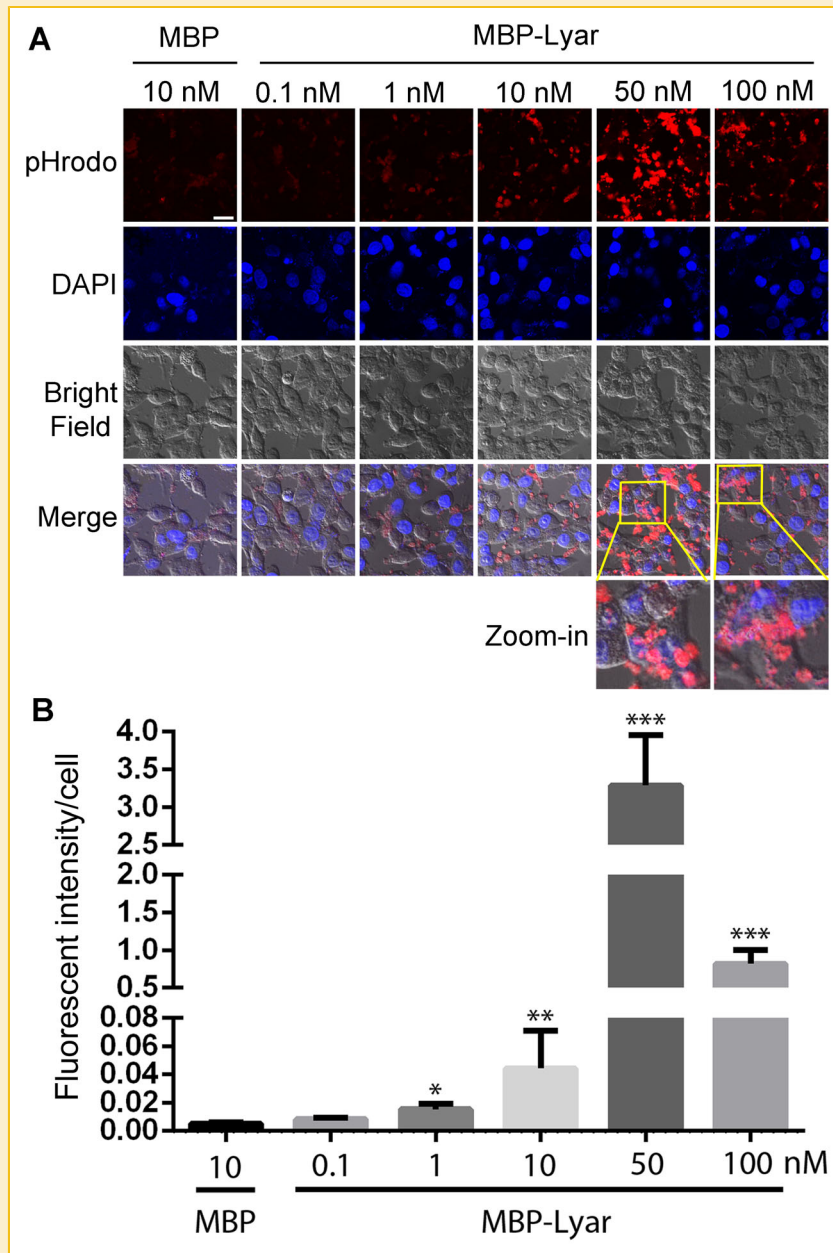 A
MBP MBP-Lyar
10 nM 0.1 nM 1 nM 10 nM 50 nM 100 nM
pHrodo
DAPI
Bright
Field
Merge
Zoom-in
B
Fluorescent intensity/cell
4.0
3.5
3.0
2.5
2.0
1.5
1.0
0.5
0.08
0.06
0.04
0.02
0.00
* ** *** ***
10 0.1 1 10 50 100 nM
MBP MBP-Lyar